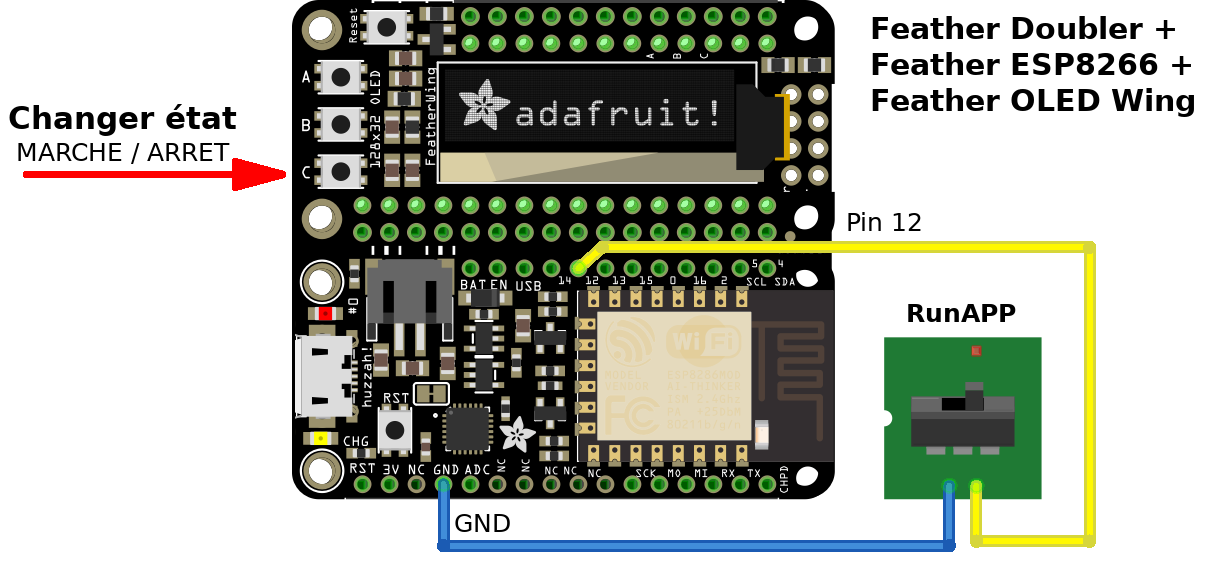 Feather Doubler +
Feather ESP8266 +
Feather OLED Wing
Reset
A
B
C
A B C
128x32 OLED
FeatherWing
adafruit!
Changer état
MARCHE / ARRET
Pin 12
5 4
14 12 13 15 0 16 2 SCL SDA
BAT EN USB
#0
huzzah!
WiFi
FC
RunAPP
RST
CHG
RST 3V NC GND ADC NC NC NC NC NC SCK MO MI RX TX CHPD
GND